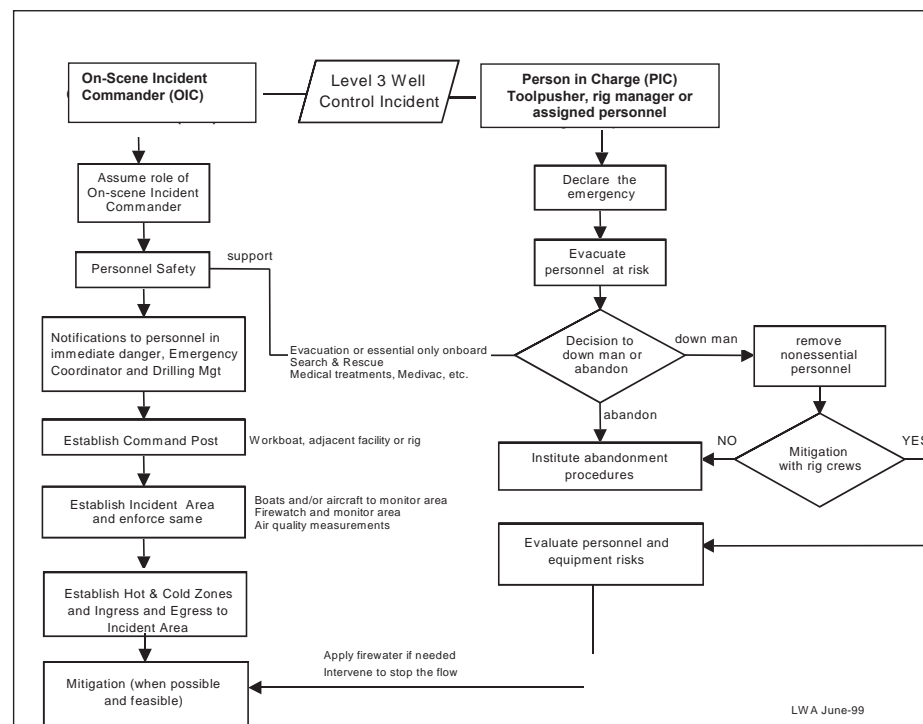 On-Scene Incident
Commander (OIC)
Level 3 Well
Control Incident
Person in Charge (PIC)
Toolpusher, rig manager or
assigned personnel
Assume role of
On-scene Incident
Commander
Declare the
emergency
Personnel Safety
support
Evacuate
personnel at risk
Notifications to personnel in
immediate danger, Emergency
Coordinator and Drilling Mgt
Evacuation or essential only onboard
Search & Rescue
Medical treatments, Medivac, etc.
Decision to
down man or
abandon
down man
remove
nonessential
personnel
abandon
Establish Command Post
Workboat, adjacent facility or rig
Institute abandonment
procedures
NO
Mitigation
with rig crews
YES
Establish Incident Area
and enforce same
Boats and/or aircraft to monitor area
Firewatch and monitor area
Air quality measurements
Evaluate personnel and
equipment risks
Establish Hot & Cold Zones
and Ingress and Egress to
Incident Area
Apply firewater if needed
Intervene to stop the flow
Mitigation (when possible
and feasible)
LWA June-99